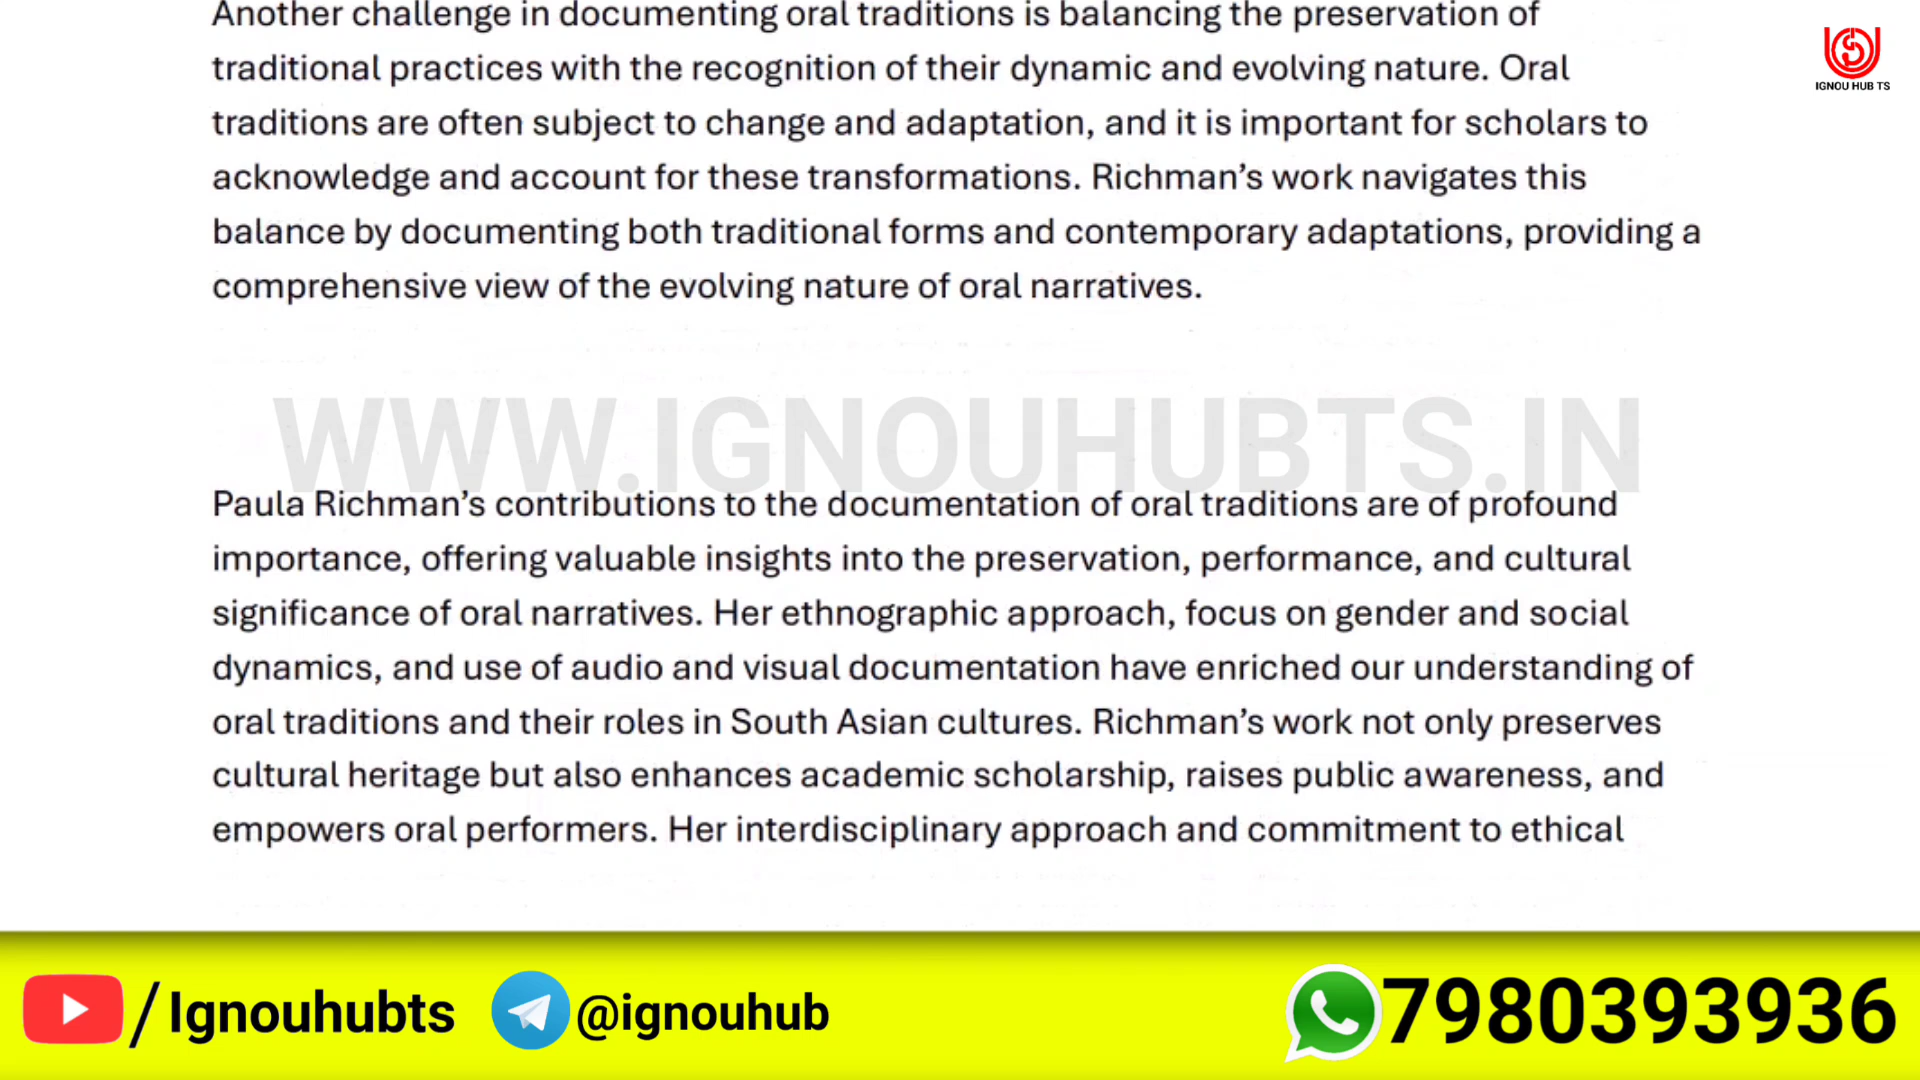 Another challenge in documenting oral traditions is balancing the preservation of
traditional practices with the recognition of their dynamic and evolving nature. Oral
traditions are often subject to change and adaptation, and it is important for scholars to
acknowledge and account for these transformations. Richman’s work navigates this
balance by documenting both traditional forms and contemporary adaptations, providing a
comprehensive view of the evolving nature of oral narratives.
IGNOU HUB TS
WWW.IGNOUHUBTS.IN
Paula Richman’s contributions to the documentation of oral traditions are of profound
importance, offering valuable insights into the preservation, performance, and cultural
significance of oral narratives. Her ethnographic approach, focus on gender and social
dynamics, and use of audio and visual documentation have enriched our understanding of
oral traditions and their roles in South Asian cultures. Richman’s work not only preserves
cultural heritage but also enhances academic scholarship, raises public awareness, and
empowers oral performers. Her interdisciplinary approach and commitment to ethical
/Ignouhubts
@ignouhub
7980393936